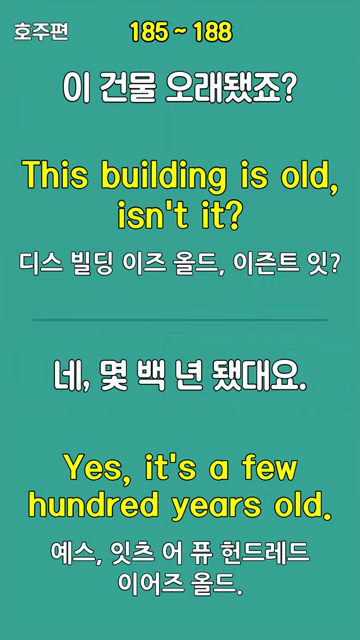 호주편
185 ~ 188
이 건물 오래됐죠?
This building is old,
isn't it?
디스 빌딩 이즈 올드, 이즌트 잇?
네, 몇 백 년 됐대요.
Yes, it's a few
hundred years old.
예스, 잇츠 어 퓨 헌드레드
이어즈 올드.